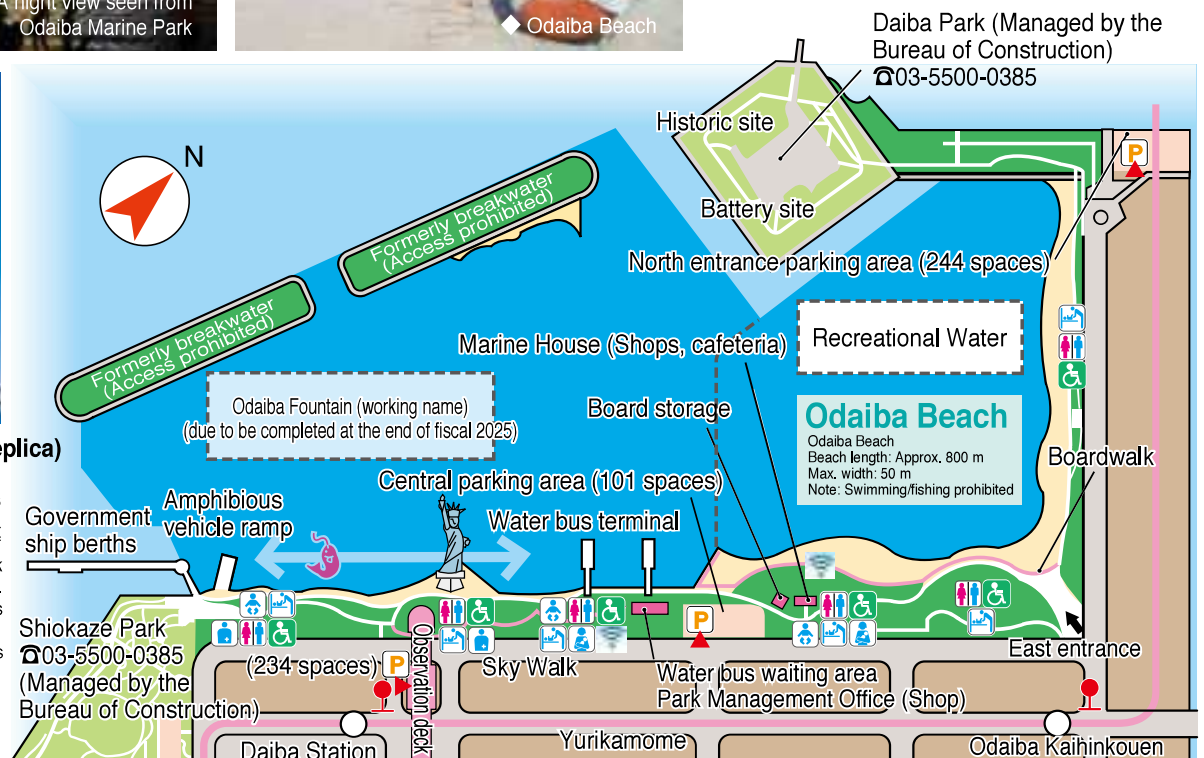 A night view seen from
Odaiba Marine Park
◆ Odaiba Beach
Daiba Park (Managed by the
Bureau of Construction)
☎03-5500-0385
Historic site
Battery site
N
Formerly breakwater
(Access prohibited)
Formerly breakwater
(Access prohibited)
P
North entrance parking area (244 spaces)
Marine House (Shops, cafeteria)
Recreational Water
Odaiba Fountain (working name)
(due to be completed at the end of fiscal 2025)
Board storage
Odaiba Beach
Odaiba Beach
Beach length: Approx. 800 m
Max. width: 50 m
Note: Swimming/fishing prohibited
eplica)
Boardwalk
Central parking area (101 spaces)
Amphibious
vehicle ramp
Government
ship berths
Water bus terminal
P
Shiokaze Park
☎03-5500-0385
(Managed by the
Bureau of Construction)
(234 spaces)
P
Observation deck
Sky Walk
Water bus waiting area
Park Management Office (Shop)
East entrance
Daiba Station
Yurikamome
Odaiba Kaihinkouen